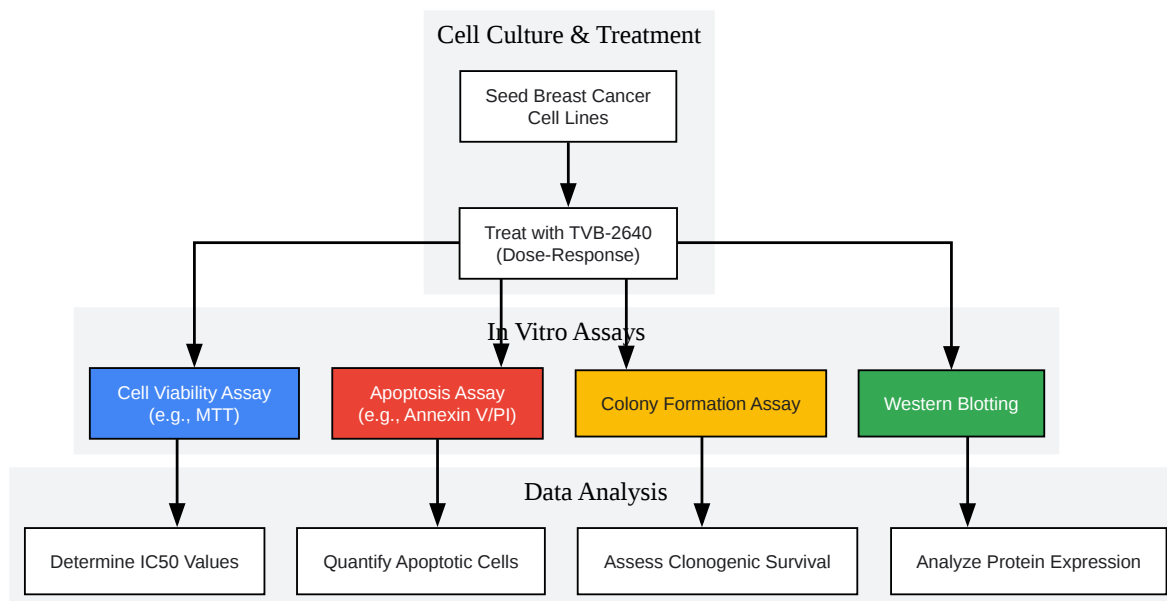 Cell Culture & Treatment
Seed Breast Cancer
Cell Lines
Treat with TVB-2640
(Dose-Response)
In Vitro Assays
Cell Viability Assay
(e.g., MTT)
Apoptosis Assay
(e.g., Annexin V/PI)
Colony Formation Assay
Western Blotting
Data Analysis
Determine IC50 Values
Quantify Apoptotic Cells
Assess Clonogenic Survival
Analyze Protein Expression